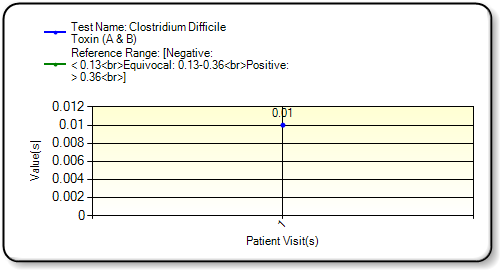 Test Name: Clostridium Difficile
Toxin (A & B)
Reference Range: [Negative:
< 0.13<br>Equivocal: 0.13-0.36<br>Positive:
> 0.36<br>]
0.012
0.01
0.008
0.006
0.004
0.002
0
0.01
Value(s)
1
Patient Visit(s)